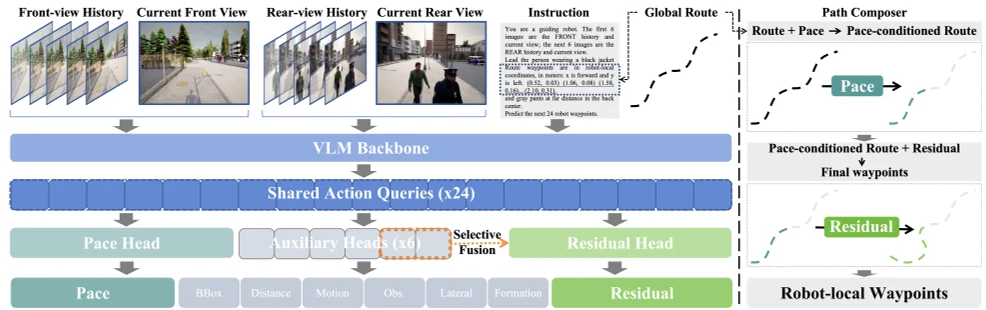 Front-view History
Current Front View
Rear-view History
Current Rear View
Instruction
Global Route
Path Composer
You are a guiding robot. The first 6
images are the FRONT history and
current view; the next 6 images are the
REAR history and current view.
Lead the person wearing a black jacket
Route waypoints are in robot-local
coordinates, in meters: x is forward and y
is left. (0.52, 0.03) (1.06, 0.08) (1.58,
0.16) (2.10, 0.31)
and gray pants at far distance in the back
center.
Predict the next 24 robot waypoints.
Route + Pace → Pace-conditioned Route
Pace
VLM Backbone
Shared Action Queries (x24)
Pace-conditioned Route + Residual
Final waypoints
Pace Head
Auxiliary Heads (x6)
Selective
Fusion
Residual Head
Residual
Pace
BBox
Distance
Motion
Obs.
Lateral
Formation
Residual
Robot-local Waypoints